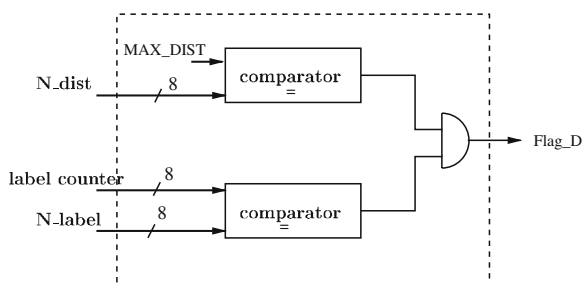 MAX_DIST
comparator
=
N_dist
8
Flag_D
label counter
8
comparator
=
N_label
8